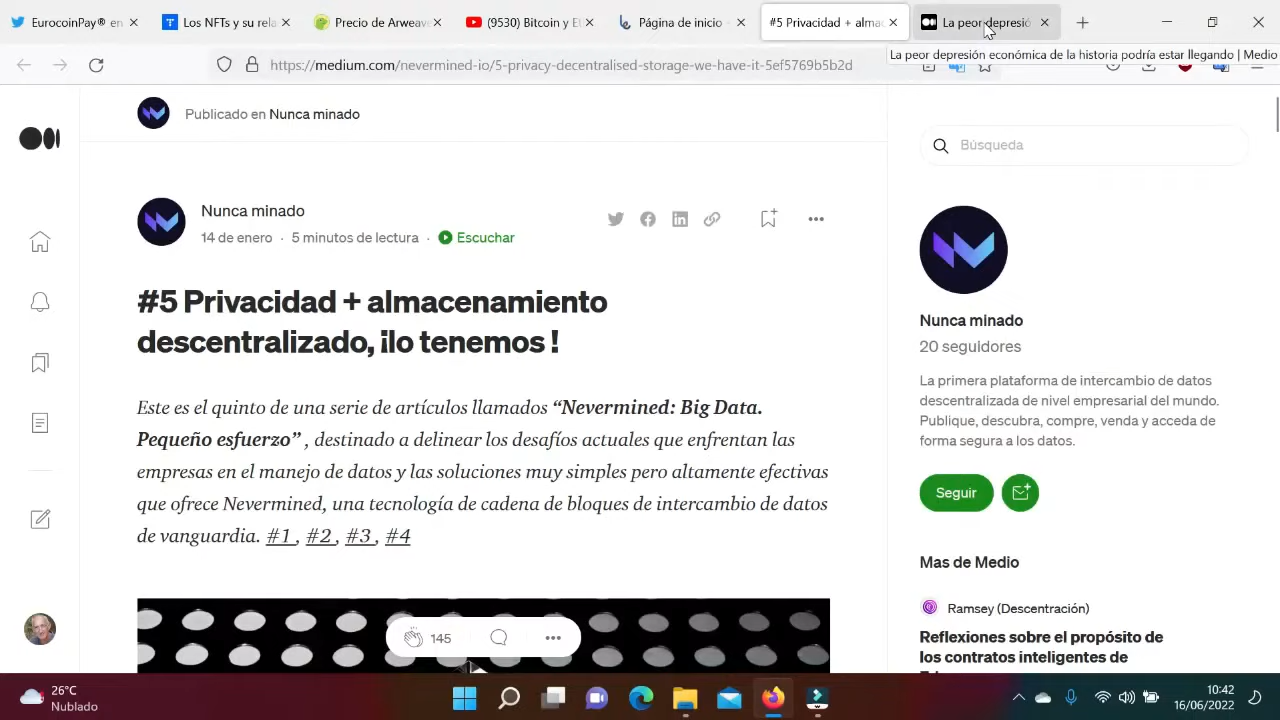 EurocoinPay® en
Los NFTs y su rela
Precio de Arweave
(9530) Bitcoin y E
Página de inicio
#5 Privacidad + almac
La peor depresió
La peor depresión económica de la historia podría estar llegando | Medio
https://medium.com/nevermined-io/5-privacy-decentralised-storage-we-have-it-5ef5769b5b2d
Publicado en Nunca minado
Búsqueda
Nunca minado
14 de enero · 5 minutos de lectura · Escuchar
#5 Privacidad + almacenamiento
descentralizado, ¡lo tenemos !
Este es el quinto de una serie de artículos llamados “Nevermined: Big Data.
Pequeño esfuerzo” , destinado a delinear los desafíos actuales que enfrentan las
empresas en el manejo de datos y las soluciones muy simples pero altamente efectivas
que ofrece Nevermined, una tecnología de cadena de bloques de intercambio de datos
de vanguardia. #1 , #2 , #3 , #4
145
Nunca minado
20 seguidores
La primera plataforma de intercambio de datos
descentralizada de nivel empresarial del mundo.
Publique, descubra, compre, venda y acceda de
forma segura a los datos.
Seguir
Mas de Medio
Ramsey (Descentración)
Reflexiones sobre el propósito de
los contratos inteligentes de
26°C
Nublado
10:42
16/06/2022